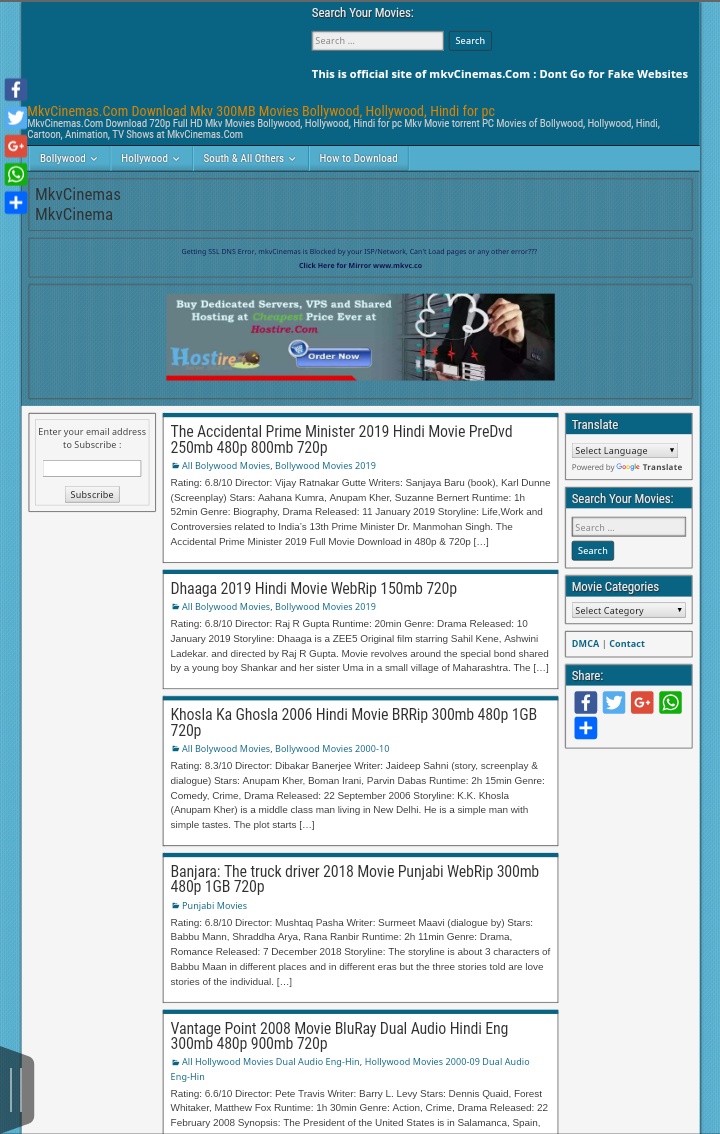 Search Your Movies:
Search ...
Search
This is official site of mkvCinemas.Com : Dont Go for Fake Websites
MkvCinemas.Com Download Mkv 300MB Movies Bollywood, Hollywood, Hindi for pc
MkvCinemas.Com Download 720p Full HD Mkv Movies Bollywood, Hollywood, Hindi for pc Mkv Movie torrent PC Movies of Bollywood, Hollywood, Hindi,
Cartoon, Animation, TV Shows at MkvCinemas.Com
Bollywood
Hollywood
South & All Others
How to Download
MkvCinemas
MkvCinema
Getting SSL DNS Error, mkvCinemas is Blocked by your ISP/Network, Can't Load pages or any other error???
Click Here for Mirror www.mkvc.co
Buy Dedicated Servers, VPS and Shared
Hosting at Cheapest Price Ever at
Hostire.Com
Hostire
Order Now
Enter your email address
to Subscribe :
Subscribe
The Accidental Prime Minister 2019 Hindi Movie PreDvd
250mb 480p 800mb 720p
All Bolywood Movies, Bollywood Movies 2019
Rating: 6.8/10 Director: Vijay Ratnakar Gutte Writers: Sanjaya Baru (book), Karl Dunne
(Screenplay) Stars: Aahana Kumra, Anupam Kher, Suzanne Bernert Runtime: 1h
52min Genre: Biography, Drama Released: 11 January 2019 Storyline: Life,Work and
Controversies related to India's 13th Prime Minister Dr. Manmohan Singh. The
Accidental Prime Minister 2019 Full Movie Download in 480p & 720p [...]
Dhaaga 2019 Hindi Movie WebRip 150mb 720p
All Bolywood Movies, Bollywood Movies 2019
Rating: 6.8/10 Director: Raj R Gupta Runtime: 20min Genre: Drama Released: 10
January 2019 Storyline: Dhaaga is a ZEE5 Original film starring Sahil Kene, Ashwini
Ladekar. and directed by Raj R Gupta. Movie revolves around the special bond shared
by a young boy Shankar and her sister Uma in a small village of Maharastra. The [...]
Khosla Ka Ghosla 2006 Hindi Movie BRRip 300mb 480p 1GB
720p
All Bolywood Movies, Bollywood Movies 2000-10
Rating: 8.3/10 Director: Dibakar Banerjee Writer: Jaideep Sahni (story, screenplay &
dialogue) Stars: Anupam Kher, Boman Irani, Parvin Dabas Runtime: 2h 15min Genre:
Comedy, Crime, Drama Released: 22 September 2006 Storyline: K.K. Khosla
(Anupam Kher) is a middle class man living in New Delhi. He is a simple man with
simple tastes. The plot starts [...]
Banjara: The truck driver 2018 Movie Punjabi WebRip 300mb
480p 1GB 720p
Punjabi Movies
Rating: 6.8/10 Director: Mushtaq Pasha Writer: Surmeet Maavi (dialogue by) Stars:
Babbu Mann, Shraddha Arya, Rana Ranbir Runtime: 2h 11min Genre: Drama,
Romance Released: 7 December 2018 Storyline: The storyline is about 3 characters of
Babbu Maan in different places and in different eras but the three stories told are love
stories of the individual. [...]
Vantage Point 2008 Movie BluRay Dual Audio Hindi Eng
300mb 480p 900mb 720p
All Hollywood Movies Dual Audio Eng-Hin, Hollywood Movies 2000-09 Dual Audio
Eng-Hin
Rating: 6.6/10 Director: Pete Travis Writer: Barry L. Levy Stars: Dennis Quaid, Forest
Whitaker, Matthew Fox Runtime: 1h 30min Genre: Action, Crime, Drama Released: 22
February 2008 Synopsis: The President of the United States is in Salamanca, Spain,
Translate
Select Language
Powered by Google Translate
Search Your Movies:
Search ...
Search
Movie Categories
Select Category
DMCA | Contact
Share: